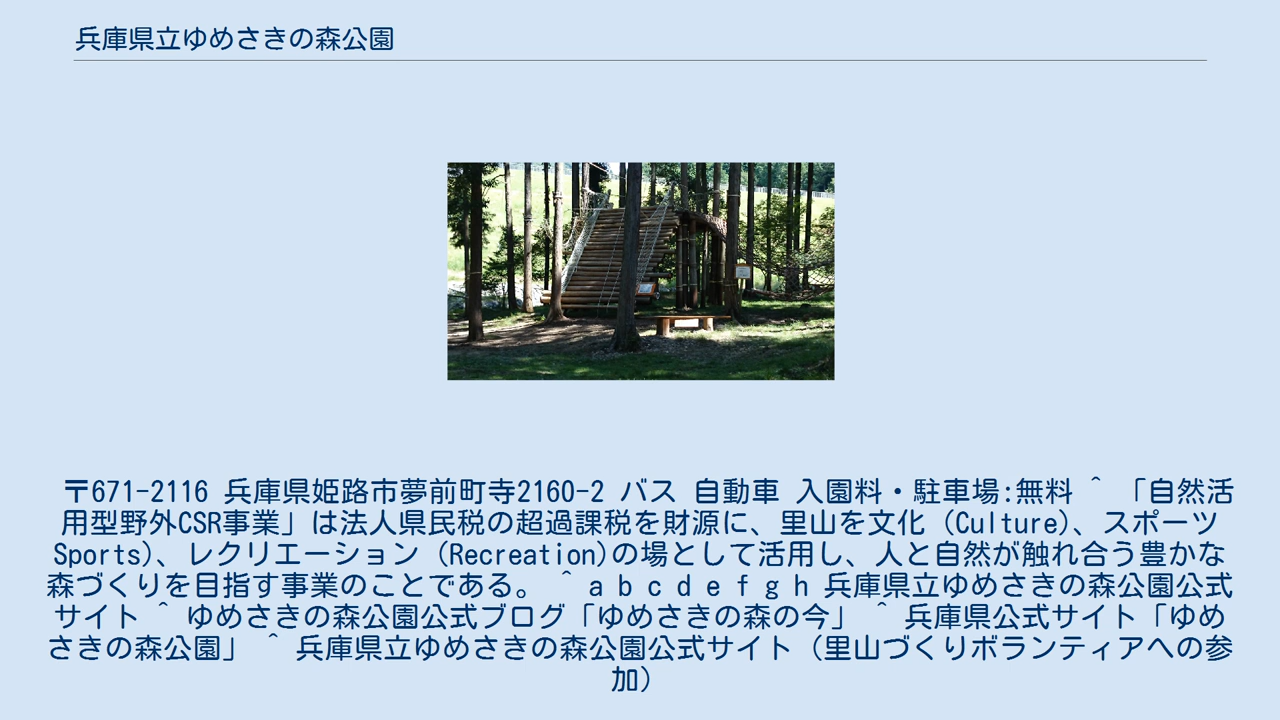 兵庫県立ゆめさきの森公園
〒671-2116 兵庫県姫路市夢前町寺2160-2 バス 自動車 入園料・駐車場:無料 ^ 「自然活
用型野外CSR事業」は法人県民税の超過課税を財源に、里山を文化（Culture)、スポーツ
Sports)、レクリエーション（Recreation)の場として活用し、人と自然が触れ合う豊かな
森づくりを目指す事業のことである。 ^ a b c d e f g h 兵庫県立ゆめさきの森公園公式
サイト ^ ゆめさきの森公園公式ブログ「ゆめさきの森の今」 ^ 兵庫県公式サイト「ゆめ
さきの森公園」 ^ 兵庫県立ゆめさきの森公園公式サイト（里山づくりボランティアへの参
加）